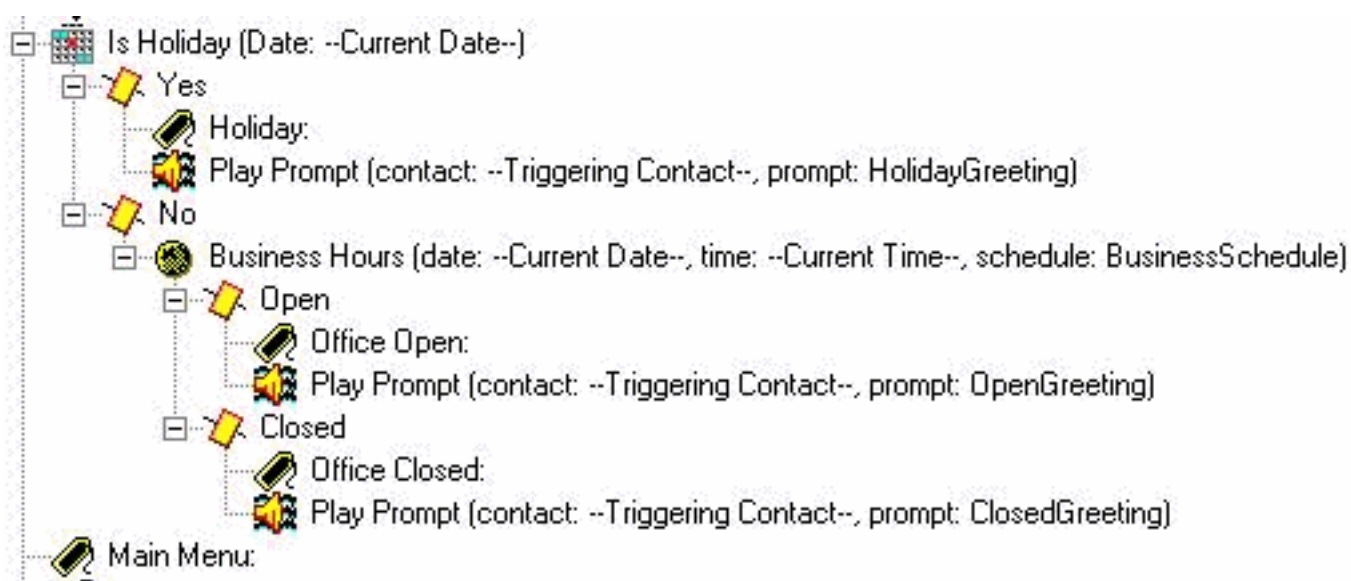 Is Holiday (Date: --Current Date--)
Yes
Holiday:
Play Prompt (contact: --Triggering Contact--, prompt: HolidayGreeting)
No
Business Hours (date: --Current Date--, time: --Current Time--, schedule: BusinessSchedule)
Open
Office Open:
Play Prompt (contact: --Triggering Contact--, prompt: OpenGreeting)
Closed
Office Closed:
Play Prompt (contact: --Triggering Contact--, prompt: ClosedGreeting)
Main Menu: